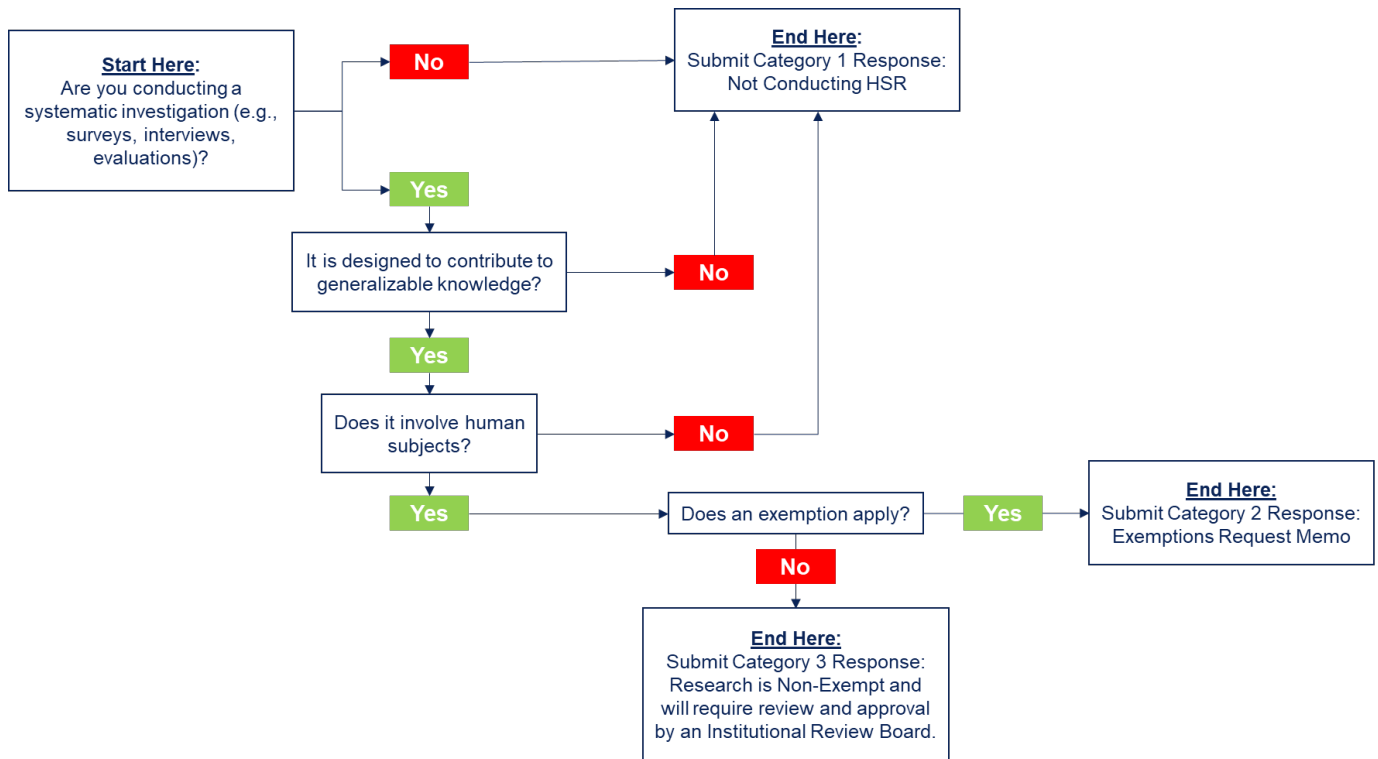 Start Here:
Are you conducting a
systematic investigation (e.g.,
surveys, interviews,
evaluations)?
No
End Here:
Submit Category 1 Response:
Not Conducting HSR
Yes
It is designed to contribute to
generalizable knowledge?
No
Yes
Does it involve human
subjects?
No
Yes
Does an exemption apply?
Yes
End Here:
Submit Category 2 Response:
Exemptions Request Memo
No
End Here:
Submit Category 3 Response:
Research is Non-Exempt and
will require review and approval
by an Institutional Review Board.